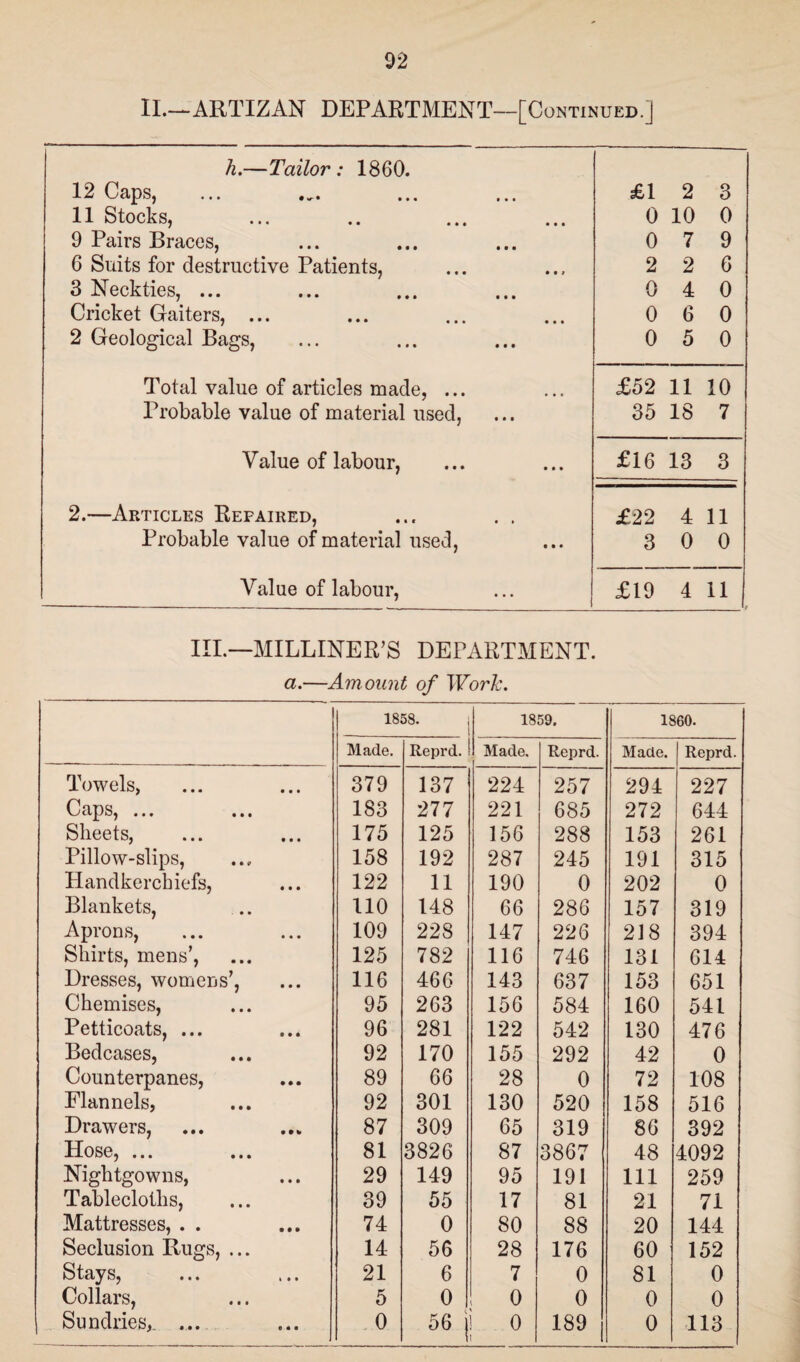 92
II.—ARTIZAN DEPARTMENT—[Continued.]
h.—Tailor: 1860.
12 Caps, ... ... ... ... £1 2 3
11 Stocks, ... .. ... ... 0 10 0
9 Pairs Braces, ... ... ... 0 7 9
6 Suits for destructive Patients, ... ... 2 2 6
3 Neckties, ... ... ... ... 0 4 0
Cricket Gaiters, ... ... ... ... 0 6 0
2 Geological Bags, ... ... ... 0 5 0
Total value of articles made, ... ... £52 11 10
Probable value of material used, ... 35 18 7
Value of labour, ... ... £16 13 3
2.—Articles Repaired, ... . . £22 4 11
Probable value of material used, ... 3 0 0
Value of labour, ... £19 4 11
III.—MILLINER'S DEPARTMENT.
a.—Amount of Work.
1858. 1859. 1860.
Made. Reprd. Made. Reprd. Made. Reprd.
Towels, ... ... 379 137 224 257 294 227
Caps, ... ... 183 277 221 685 272 644
Sheets, ... ... 175 125 156 288 153 261
Pillow-slips, ... 158 192 287 245 191 315
Handkerchiefs, ... 122 11 190 0 202 0
Blankets, .. 110 148 66 286 157 319
Aprons, ... ... 109 228 147 226 218 394
Shirts, mens', ... 125 782 116 746 131 614
Dresses, womens', ... 116 466 143 637 153 651
Chemises, ... 95 263 156 584 160 541
Petticoats, ... ... 96 281 122 542 130 476
Bedcases, ... 92 170 155 292 42 0
Counterpanes, ... 89 66 28 0 72 108
Flannels, ... 92 301 130 520 158 516
Drawers, ... ... 87 309 65 319 86 392
Hose, ... ... 81 3826 87 3867 48 4092
Nightgowns, ... 29 149 95 191 111 259
Tablecloths, ... 39 55 17 81 21 71
Mattresses, . . ... 74 0 80 88 20 144
Seclusion Rugs, ... 14 56 28 176 60 152
Stays, ... ... 21 6 7 0 81 0
Collars, ... 5 0 0 0 0 0
Sundries, ... ... 0 56 0 189 0 113